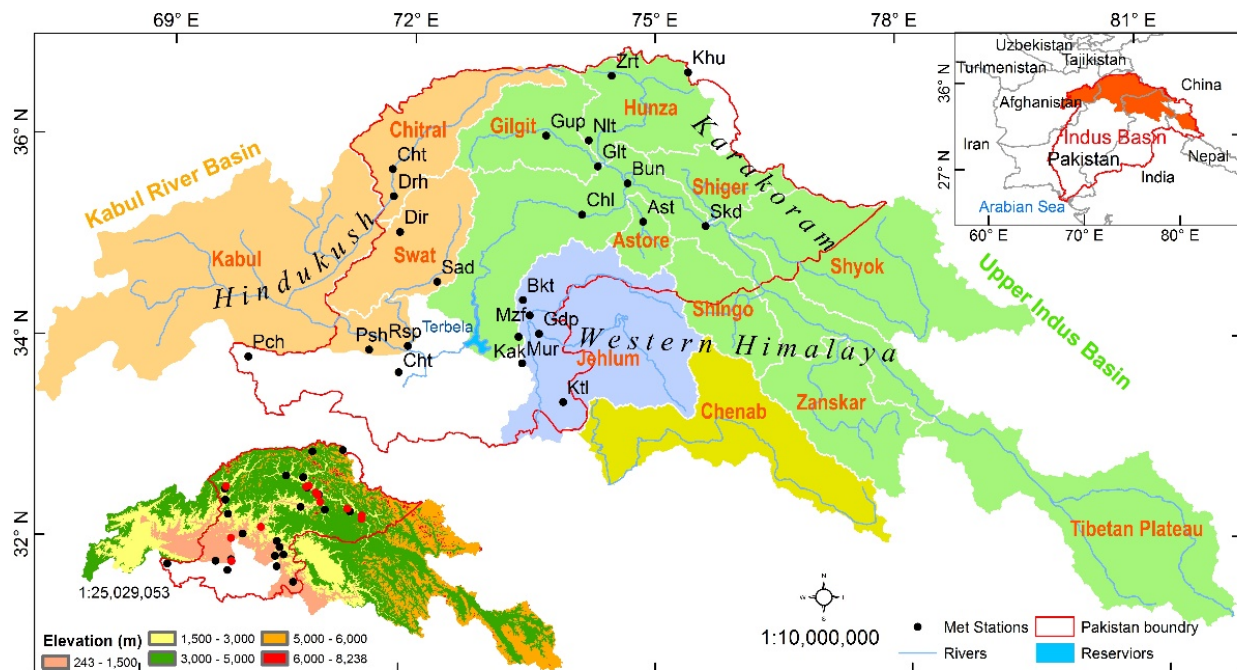 69° E
72° E
75° E
78° E
81° E
36° N
34° N
32° N
Kabul River Basin
Upper Indus Basin
Hindukush
Karakoram
Western Himalaya
Zrt
Khu
Hunza
Chitral
Gilgit
Gup
Nlt
Cht
Glt
Drh
Bun
Shiger
Chl
Ast
Skd
Dir
Astore
Kabul
Swat
Shyok
Sad
Bkt
Shingo
Mzf
Gdp
Terbela
Pch
Psh
Rsp
Kak
Mur
Jehlum
Cht
Ktl
Chenab
Zanskar
Tibetan Plateau
Uzbekistan
Tajikistan
Turlmenistan
China
Afghanistan
Indus Basin
Iran
Pakistan
Nepal
India
Arabian Sea
36° N
27° N
60° E
70° E
80° E
1:25,029,053
Elevation (m)
243 - 1,500
1,500 - 3,000
3,000 - 5,000
5,000 - 6,000
6,000 - 8,238
N
W
E
S
1:10,000,000
Met Stations
Rivers
Pakistan boundry
Reserviors